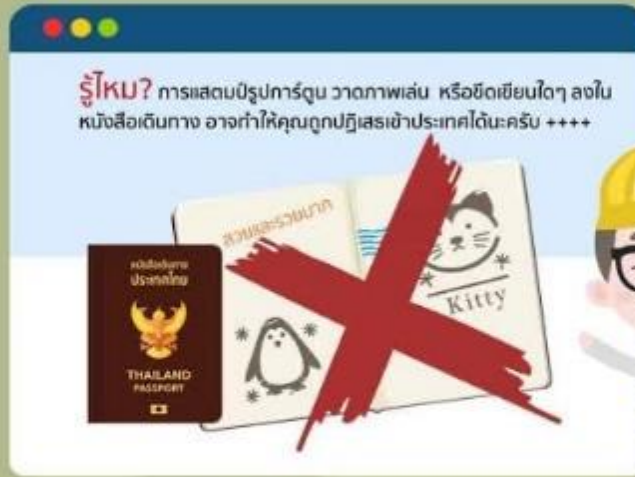 รู้ไหม? การแสตมป์รูปการ์ตูน วาดภาพเล่น หรือขีดเขียนใดๆ ลงใน
หนังสือเดินทาง อาจทำให้คุณถูกปฏิเสธเข้าประเทศได้นะครับ ++++
สวยและรวยมาก
Kitty
หนังสือเดินทาง
ประเทศไทย
THAILAND
PASSPORT